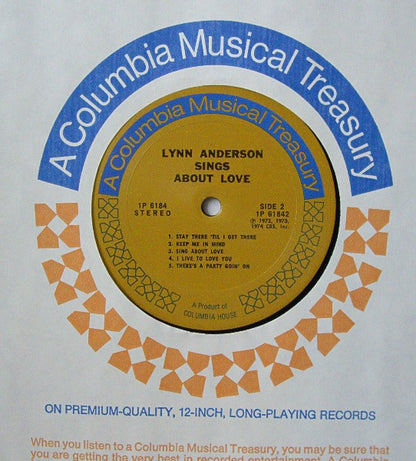 A Columbia Musical Treasury
A Columbia Musical Treasury
LYNN ANDERSON
SINGS
ABOUT LOVE
1P 6184
STEREO
SIDE 2
1P 61842
℗ 1972, 1973,
1974 CBS, Inc.
1. STAY THERE 'TIL I GET THERE
2. KEEP ME IN MIND
3. SING ABOUT LOVE
4. I LIVE TO LOVE YOU
5. THERE'S A PARTY GOIN' ON
A Product of
COLUMBIA HOUSE
ON PREMIUM-QUALITY, 12-INCH, LONG-PLAYING RECORDS
When you listen to a Columbia Musical Treasury, you may be sure that
you are getting the very best in recorded entertainment. A Columbia